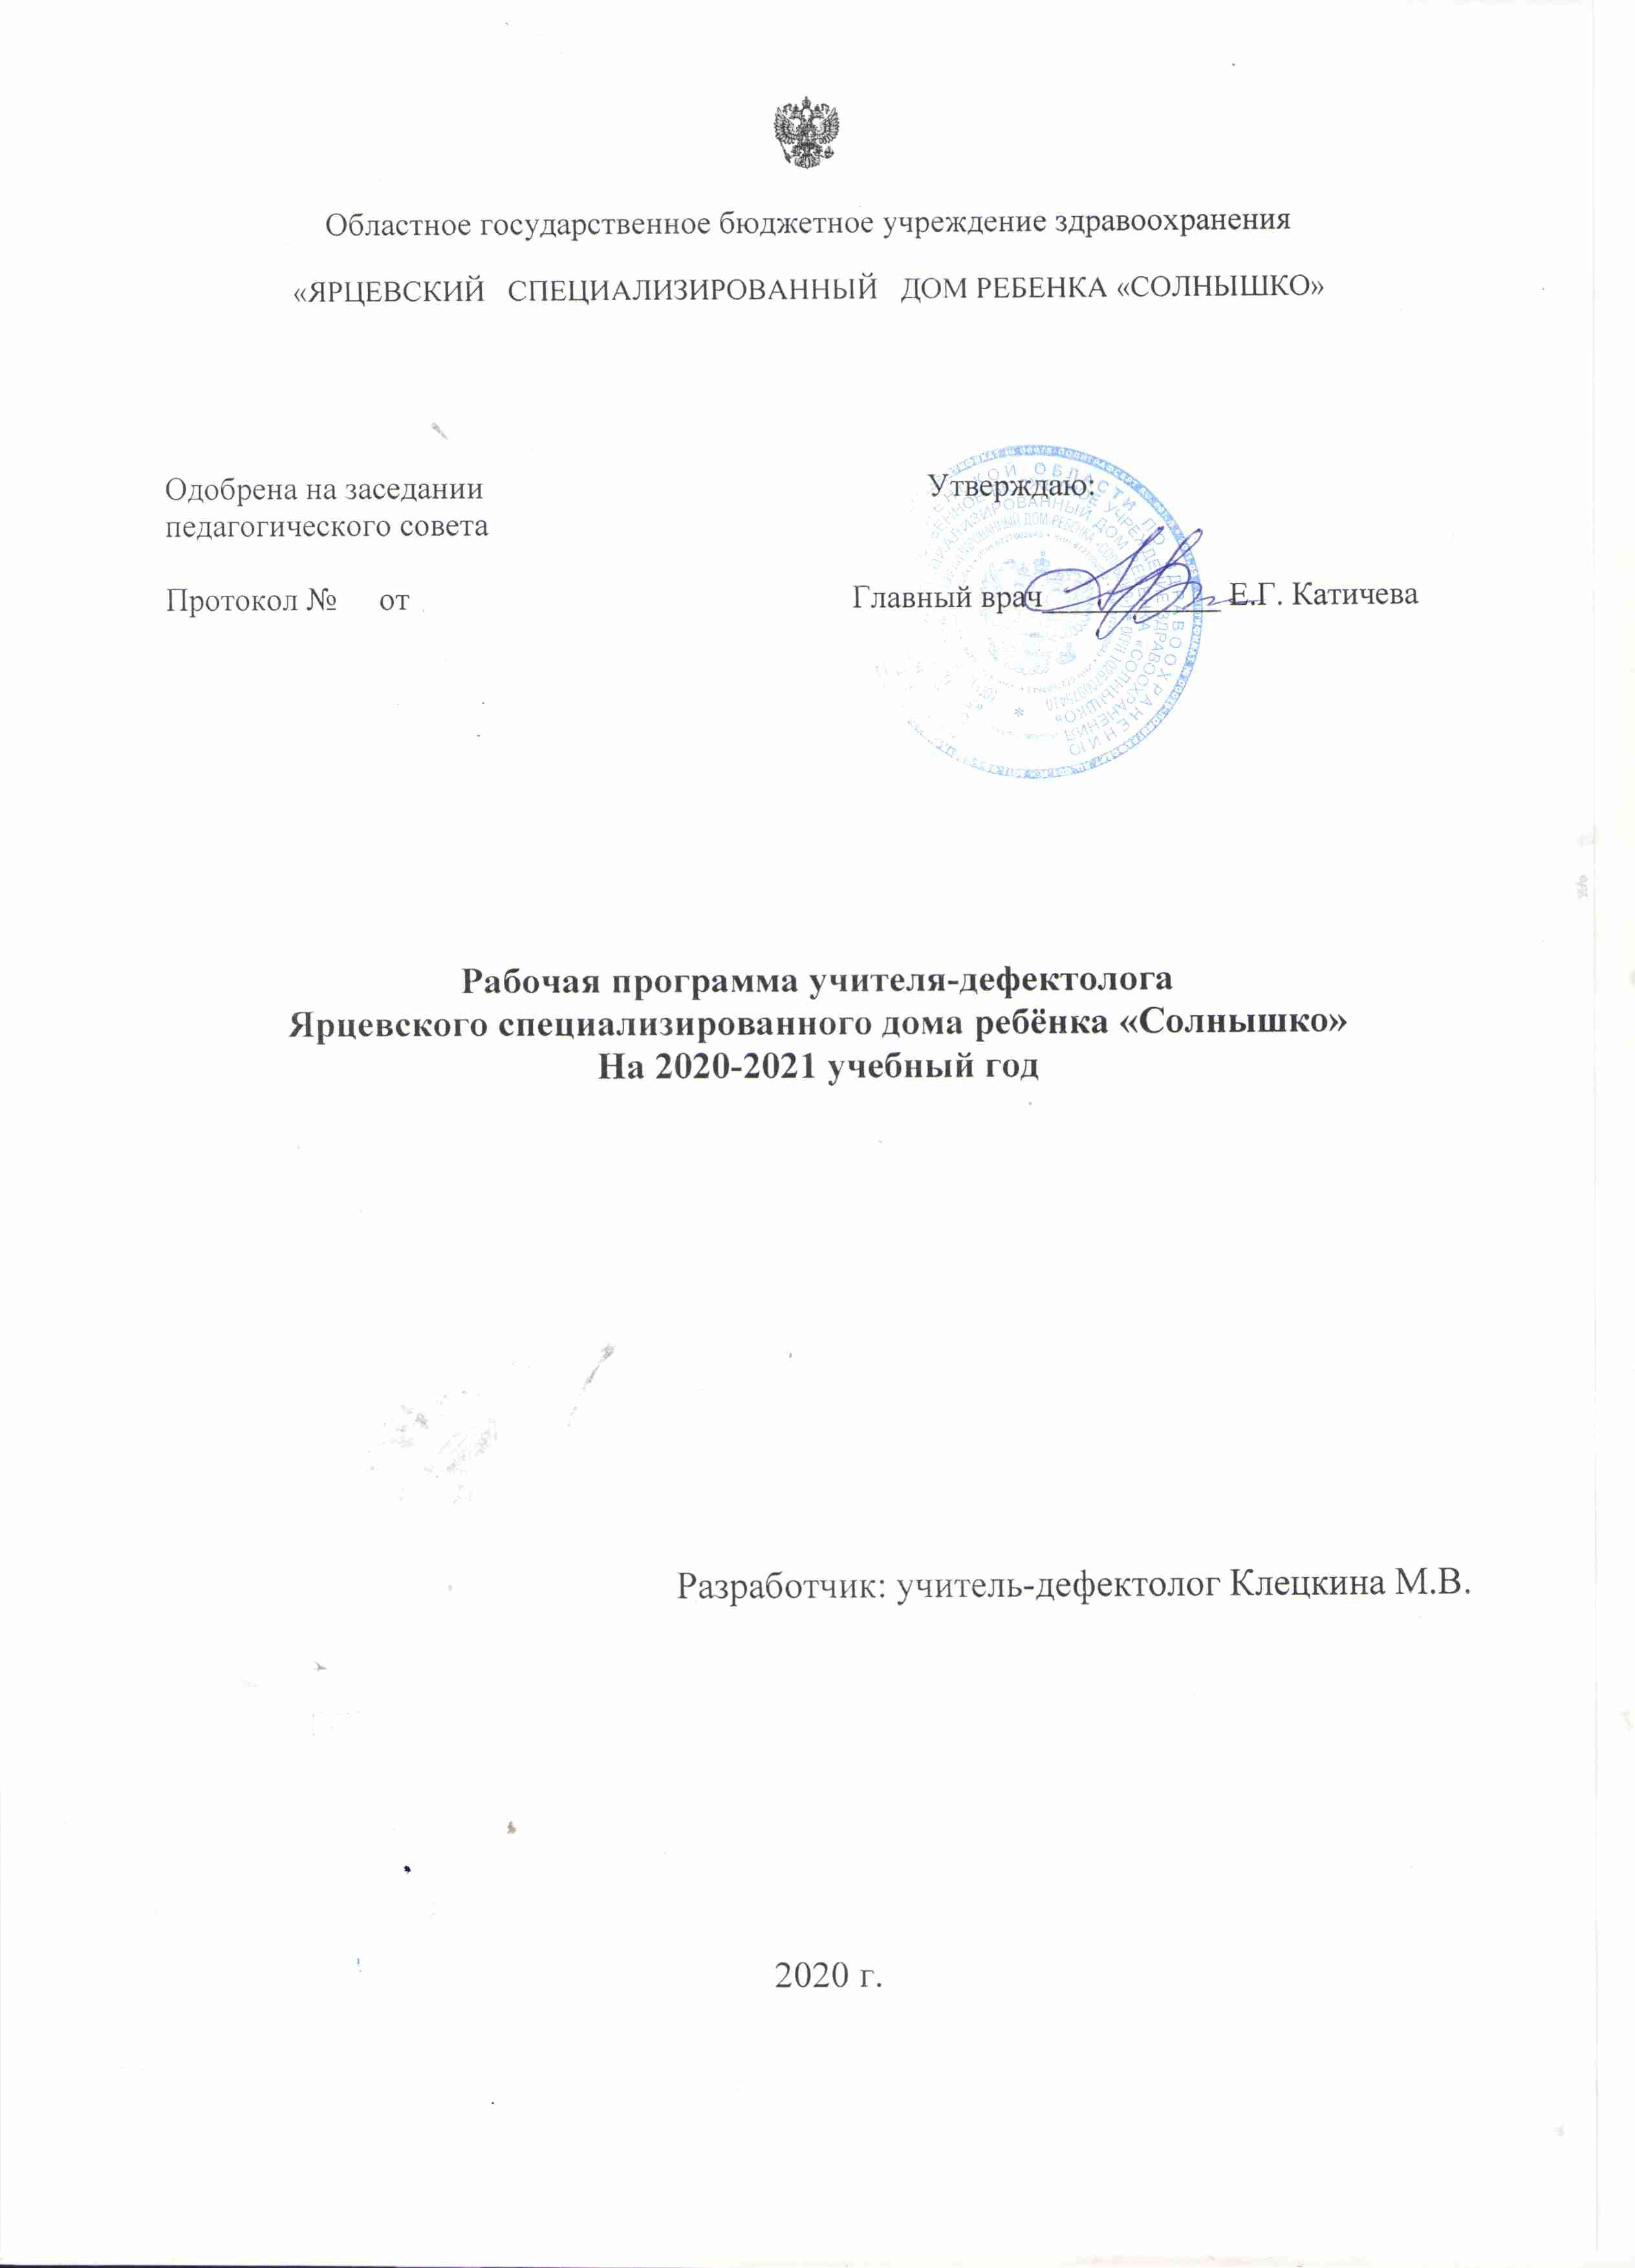 Областное государственное бюджетное учреждение здравоохранения
«ЯРЦЕВСКИЙ СПЕЦИАЛИЗИРОВАННЫЙ ДОМ РЕБЕНКА «СОЛНЫШКО»
Одобрена на заседании
педагогического совета
Протокол № от
Утверждаю:
Главный врач Е.Г. Катичева
Рабочая программа учителя-дефектолога
Ярцевского специализированного дома ребёнка «Солнышко»
На 2020-2021 учебный год
Разработчик: учитель-дефектолог Клецкина М.В.
2020 г.